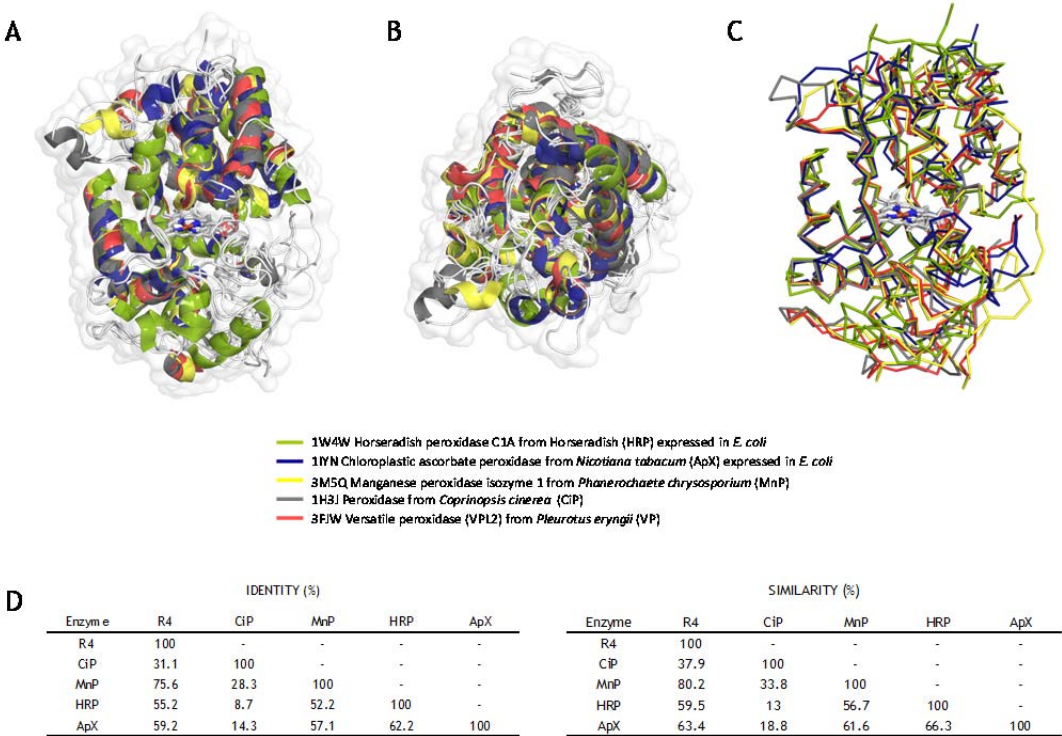 A
B
C
1W4W Horseradish peroxidase C1A from Horseradish (HRP) expressed in E. coli
1IYN Chloroplastic ascorbate peroxidase from Nicotiana tabacum (ApX) expressed in E. coli
3M5Q Manganese peroxidase isozyme 1 from Phanerochaete chrysosporium (MnP)
1H3J Peroxidase from Coprinopsis cinerea (CiP)
3FJW Versatile peroxidase (VPL2) from Pleurotus eryngii (VP)
D
IDENTITY (%)
Enzyme R4 CiP MnP HRP ApX
R4 100 - - - -
CiP 31.1 100 - - -
MnP 75.6 28.3 100 - -
HRP 55.2 8.7 52.2 100 -
ApX 59.2 14.3 57.1 62.2 100
SIMILARITY (%)
Enzyme R4 CiP MnP HRP ApX
R4 100 - - - -
CiP 37.9 100 - - -
MnP 80.2 33.8 100 - -
HRP 59.5 13 56.7 100 -
ApX 63.4 18.8 61.6 66.3 100